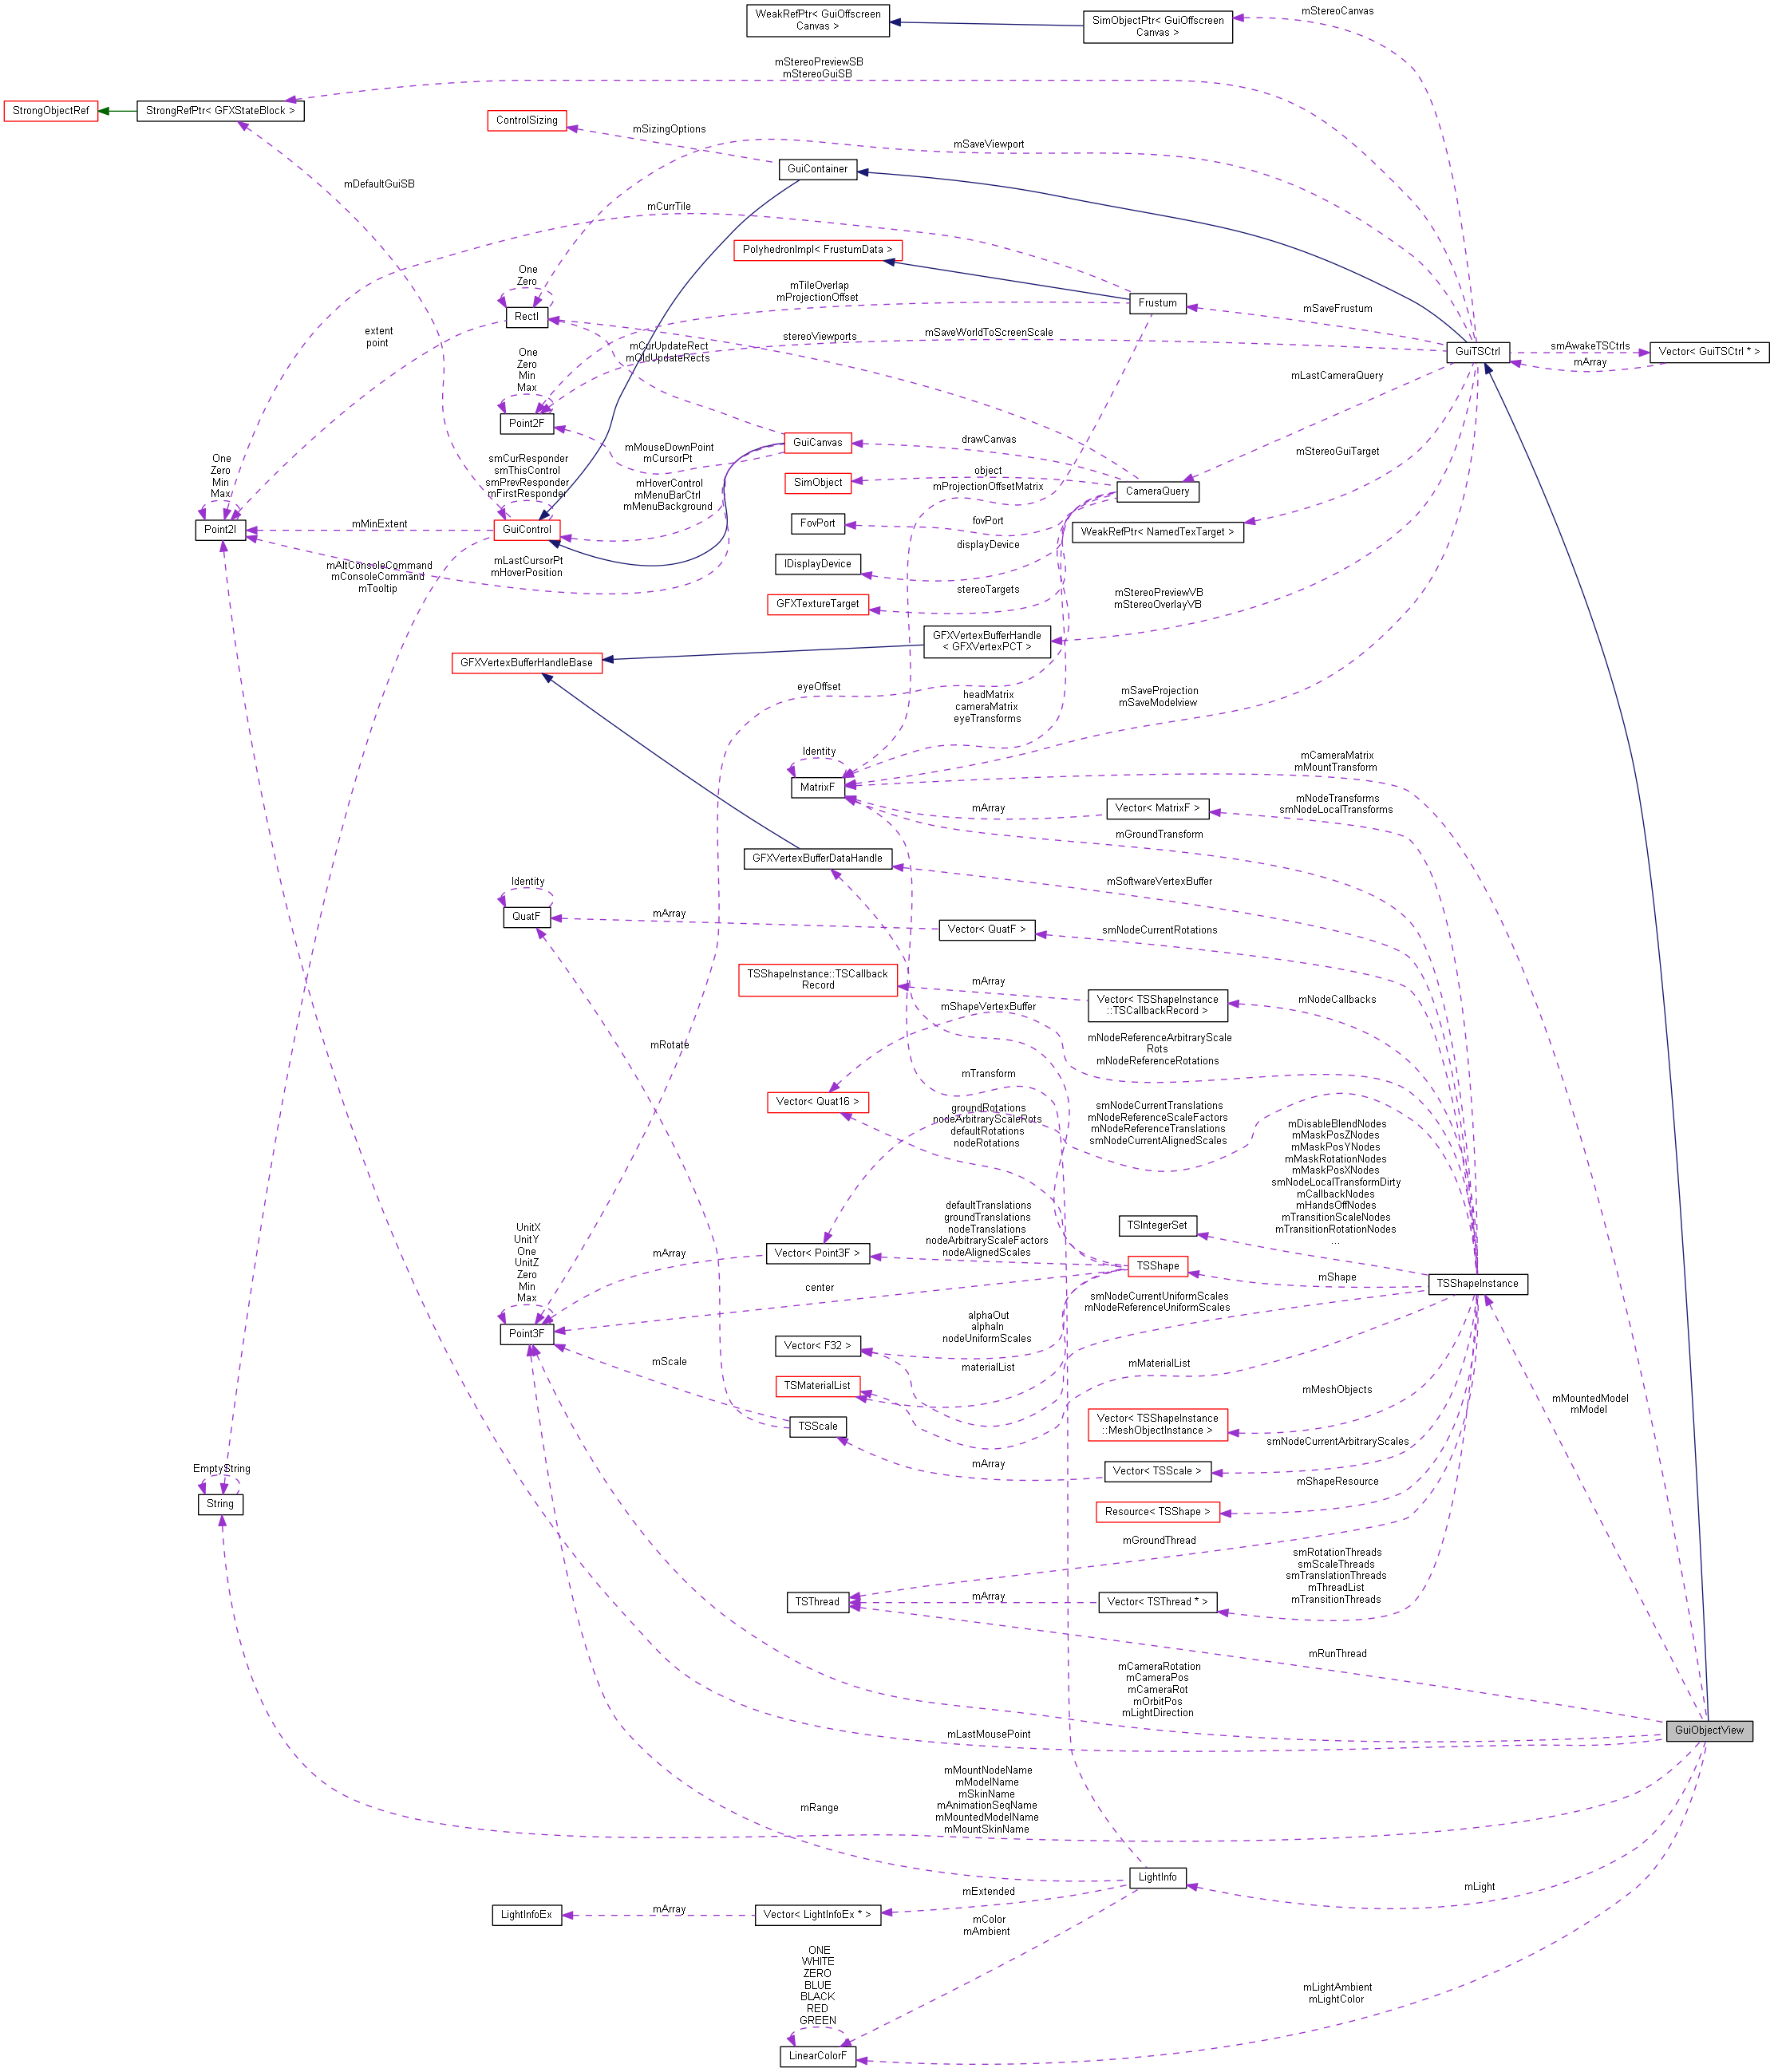 mStereoCanvas
WeakRefPtr< GuiOffscreen
Canvas >
SimObjectPtr< GuiOffscreen
Canvas >
mStereoPreviewSB
mStereoGuiSB
StrongObjectRef
StrongRefPtr< GFXStateBlock >
ControlSizing
mSizingOptions
mSaveViewport
GuiContainer
mDefaultGuiSB
mCurrTile
PolyhedronImpl< FrustumData >
One
Zero
RectI
mTileOverlap
mProjectionOffset
Frustum
mSaveFrustum
extent
point
stereoViewports
mSaveWorldToScreenScale
mCurUpdateRect
mOldUpdateRects
GuiTSCtrl
smAwakeTSCtrls
mArray
Vector< GuiTSCtrl * >
One
Zero
Min
Max
Point2F
mLastCameraQuery
mMouseDownPoint
mCursorPt
GuiCanvas
drawCanvas
mStereoGuiTarget
One
Zero
Min
Max
Point2I
smCurResponder
smThisControl
smPrevResponder
mFirstResponder
GuiControl
mHoverControl
mMenuBarCtrl
mMenuBackground
SimObject
object
mProjectionOffsetMatrix
CameraQuery
mMinExtent
FovPort
fovPort
WeakRefPtr< NamedTexTarget >
mAltConsoleCommand
mConsoleCommand
mTooltip
mLastCursorPt
mHoverPosition
IDisplayDevice
displayDevice
GFXTextureTarget
stereoTargets
mStereoPreviewVB
mStereoOverlayVB
GFXVertexBufferHandle
< GFXVertexPCT >
GFXVertexBufferHandleBase
eyeOffset
headMatrix
cameraMatrix
eyeTransforms
mSaveProjection
mSaveModelview
Identity
MatrixF
mCameraMatrix
mMountTransform
mArray
Vector< MatrixF >
mNodeTransforms
smNodeLocalTransforms
mGroundTransform
GFXVertexBufferDataHandle
mSoftwareVertexBuffer
Identity
QuatF
mArray
Vector< QuatF >
smNodeCurrentRotations
TSShapeInstance::TSCallback
Record
mArray
Vector< TSShapeInstance
::TSCallbackRecord >
mNodeCallbacks
mShapeVertexBuffer
mNodeReferenceArbitraryScale
Rots
mNodeReferenceRotations
mRotate
mTransform
Vector< Quat16 >
groundRotations
nodeArbitraryScaleRots
defaultRotations
nodeRotations
smNodeCurrentTranslations
mNodeReferenceScaleFactors
mNodeReferenceTranslations
smNodeCurrentAlignedScales
mDisableBlendNodes
mMaskPosZNodes
mMaskPosYNodes
mMaskRotationNodes
mMaskPosXNodes
smNodeLocalTransformDirty
mCallbackNodes
mHandsOffNodes
mTransitionScaleNodes
mTransitionRotationNodes
...
TSIntegerSet
defaultTranslations
groundTranslations
nodeTranslations
nodeArbitraryScaleFactors
nodeAlignedScales
UnitX
UnitY
One
UnitZ
Zero
Min
Max
Point3F
mArray
Vector< Point3F >
TSShape
mShape
TSShapeInstance
center
smNodeCurrentUniformScales
mNodeReferenceUniformScales
alphaOut
alphaIn
nodeUniformScales
Vector< F32 >
mScale
materialList
mMaterialList
TSMaterialList
mMeshObjects
mMountedModel
mModel
Vector< TSShapeInstance
::MeshObjectInstance >
TSScale
smNodeCurrentArbitraryScales
mArray
Vector< TSScale >
EmptyString
String
mShapeResource
Resource< TSShape >
mGroundThread
smRotationThreads
smScaleThreads
smTranslationThreads
mThreadList
mTransitionThreads
TSThread
mArray
Vector< TSThread * >
mRunThread
mCameraRotation
mCameraPos
mCameraRot
mOrbitPos
mLightDirection
mLastMousePoint
GuiObjectView
mMountNodeName
mModelName
mSkinName
mAnimationSeqName
mMountedModelName
mMountSkinName
mRange
LightInfo
mLight
mExtended
LightInfoEx
mArray
Vector< LightInfoEx * >
mColor
mAmbient
ONE
WHITE
ZERO
BLUE
BLACK
RED
GREEN
LinearColorF
mLightAmbient
mLightColor